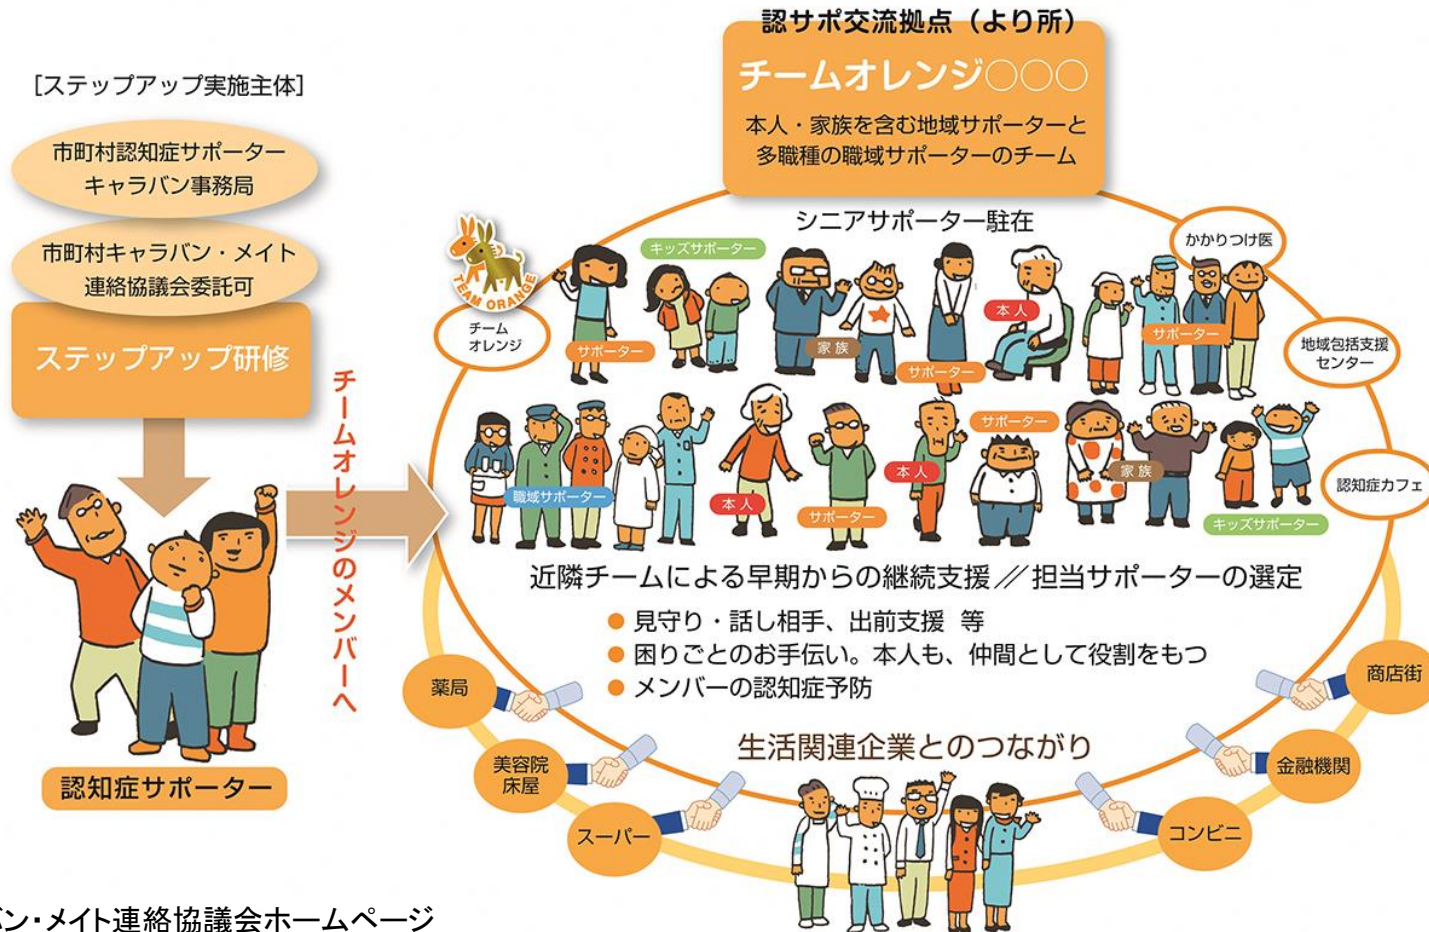 [ステップアップ実施主体]
市町村認知症サポーター
キャラバン事務局
市町村キャラバン・メイト
連絡協議会委託可
ステップアップ研修
チームオレンジのメンバーへ
認知症サポーター
認サポ交流拠点（より所）
チームオレンジ○○○
本人・家族を含む地域サポーターと
多職種の職域サポーターのチーム
シニアサポーター駐在
TEAM ORANGE
チーム
オレンジ
かかりつけ医
地域包括支援
センター
認知症カフェ
キッズサポーター
サポーター
家族
サポーター
本人
サポーター
職域サポーター
本人
サポーター
本人
サポーター
家族
キッズサポーター
近隣チームによる早期からの継続支援／／担当サポーターの選定
● 見守り・話し相手、出前支援 等
● 困りごとのお手伝い。本人も、仲間として役割をもつ
● メンバーの認知症予防
生活関連企業とのつながり
薬局
美容院
床屋
スーパー
コンビニ
金融機関
商店街
バン・メイト連絡協議会ホームページ